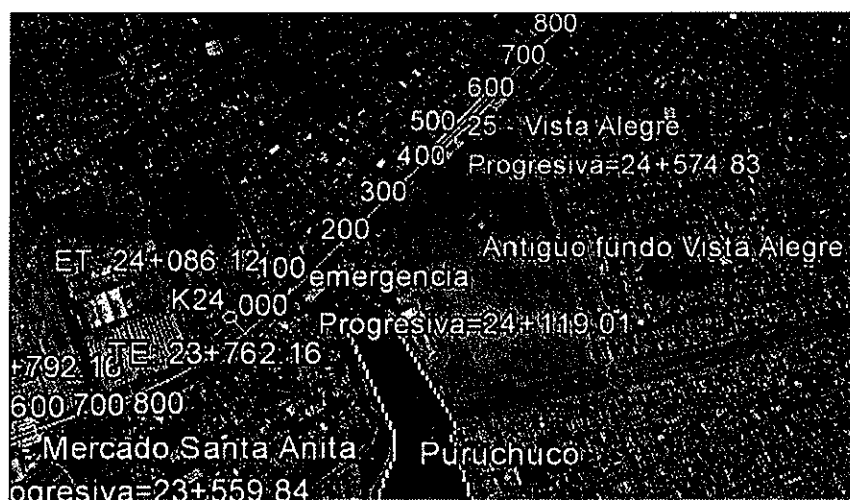 800
700
600
500
25 - Vista Alegre
400
Progresiva=24+574 83
300
200
Antiguo fundo Vista Alegre
ET 24+086 12
100
emergencia
K24
000
Progresiva=24+119 01
+792 16
TE 23+762 16
600 700 800
Mercado Santa Anita
Puruchuco
ogresiva=23+559 84